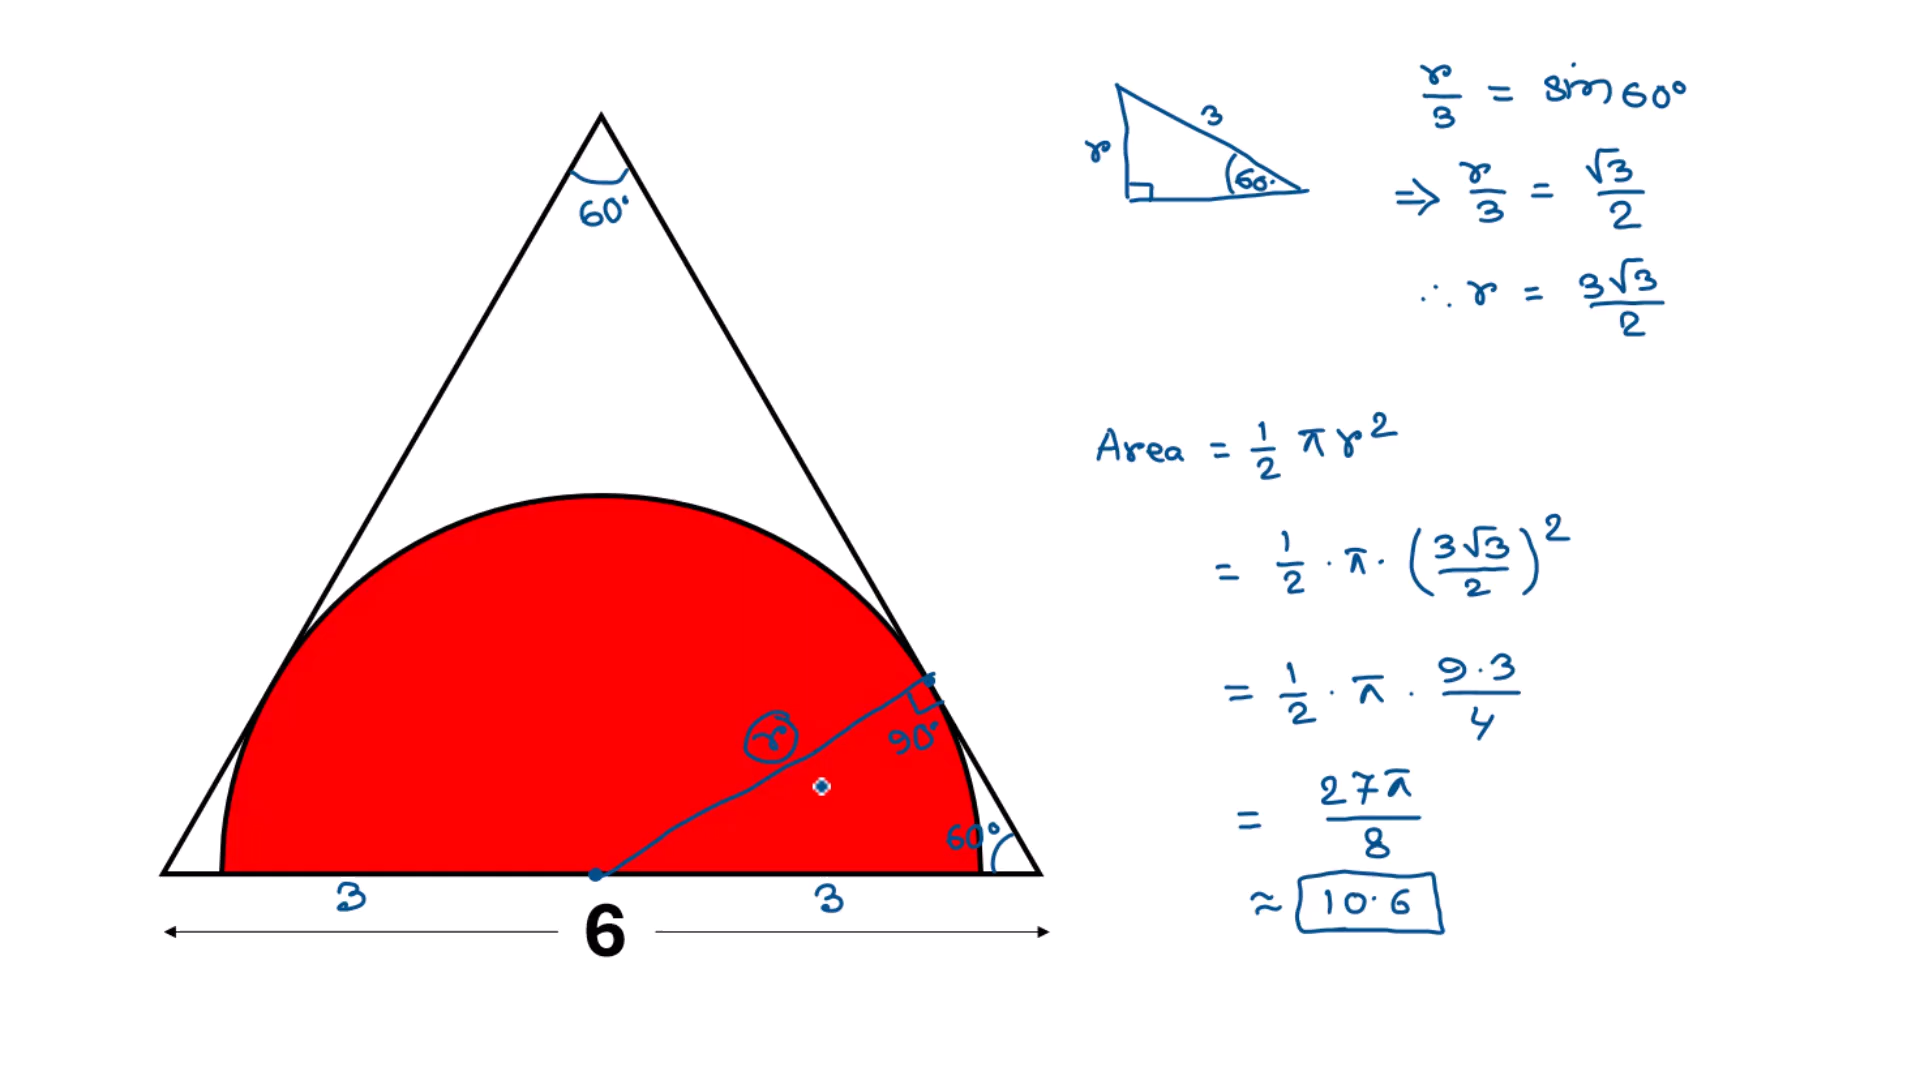 60°
r
90°
60°
3
3
6
3
r
60°
r/3 = sin 60°
⇒ r/3 = √3/2
∴ r = 3√3/2
Area = 1/2 π r²
= 1/2 · π · (3√3/2)²
= 1/2 · π · 9·3/4
= 27π/8
≈ 10·6